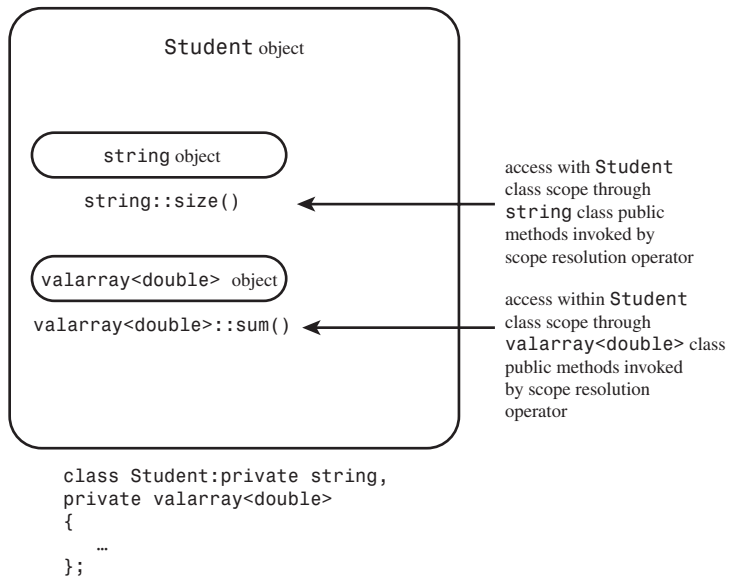 Student object
string object
string::size()
access with Student
class scope through
string class public
methods invoked by
scope resolution operator
valarray<double> object
valarray<double>::sum()
access within Student
class scope through
valarray<double> class
public methods invoked
by scope resolution
operator
class Student:private string,
private valarray<double>
{
…
};